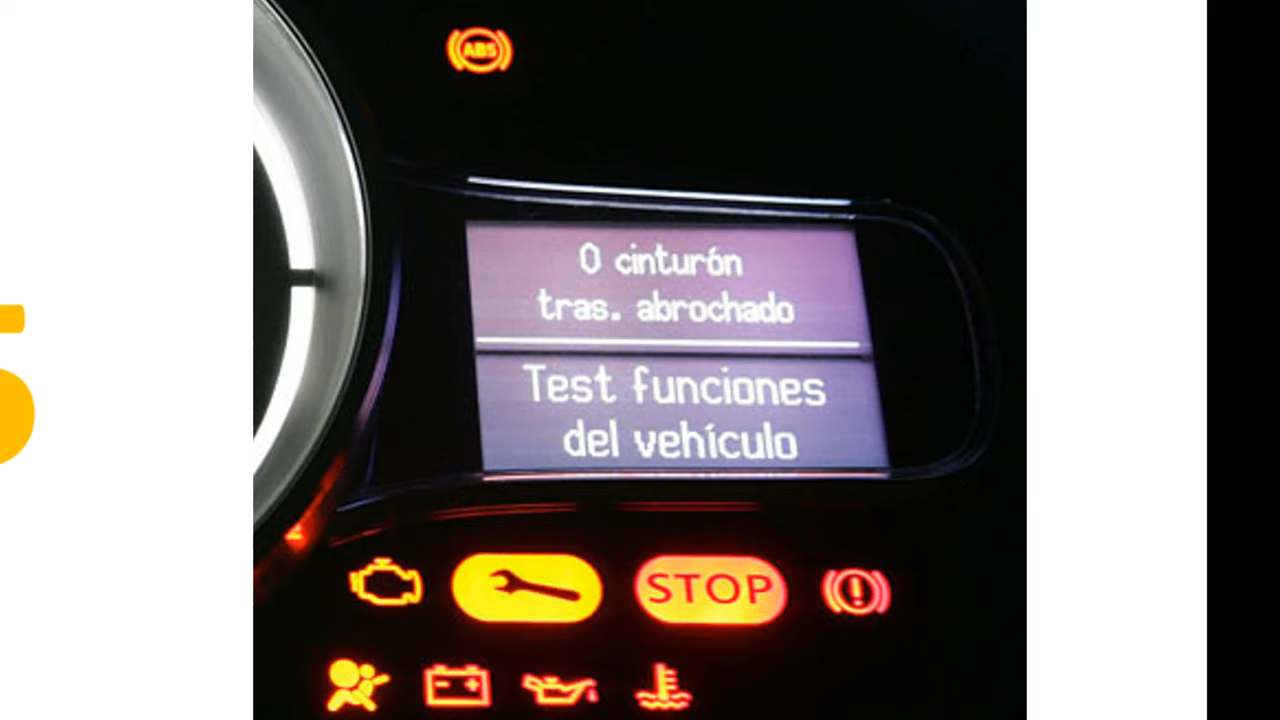 ABS
0 cinturón
tras. abrochado
Test funciones
del vehículo
STOP